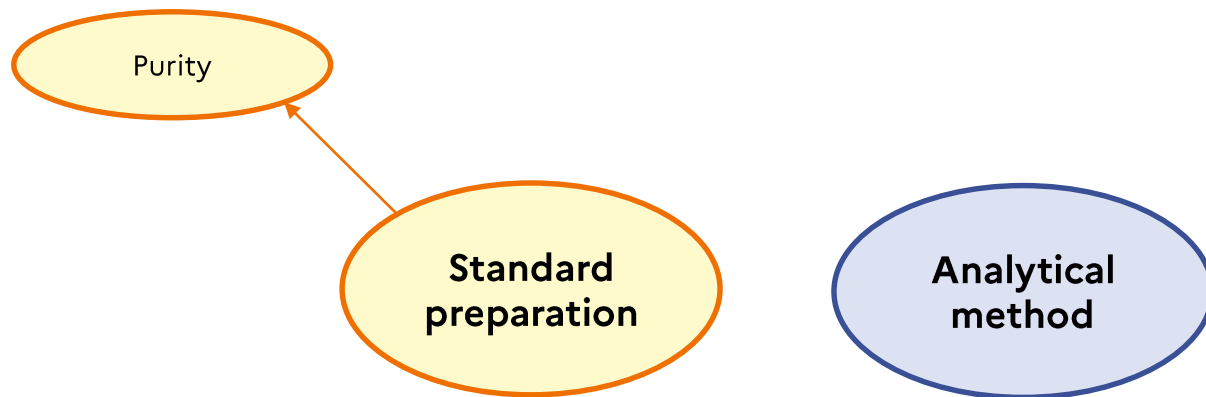 Purity
Standard
preparation
Analytical
method